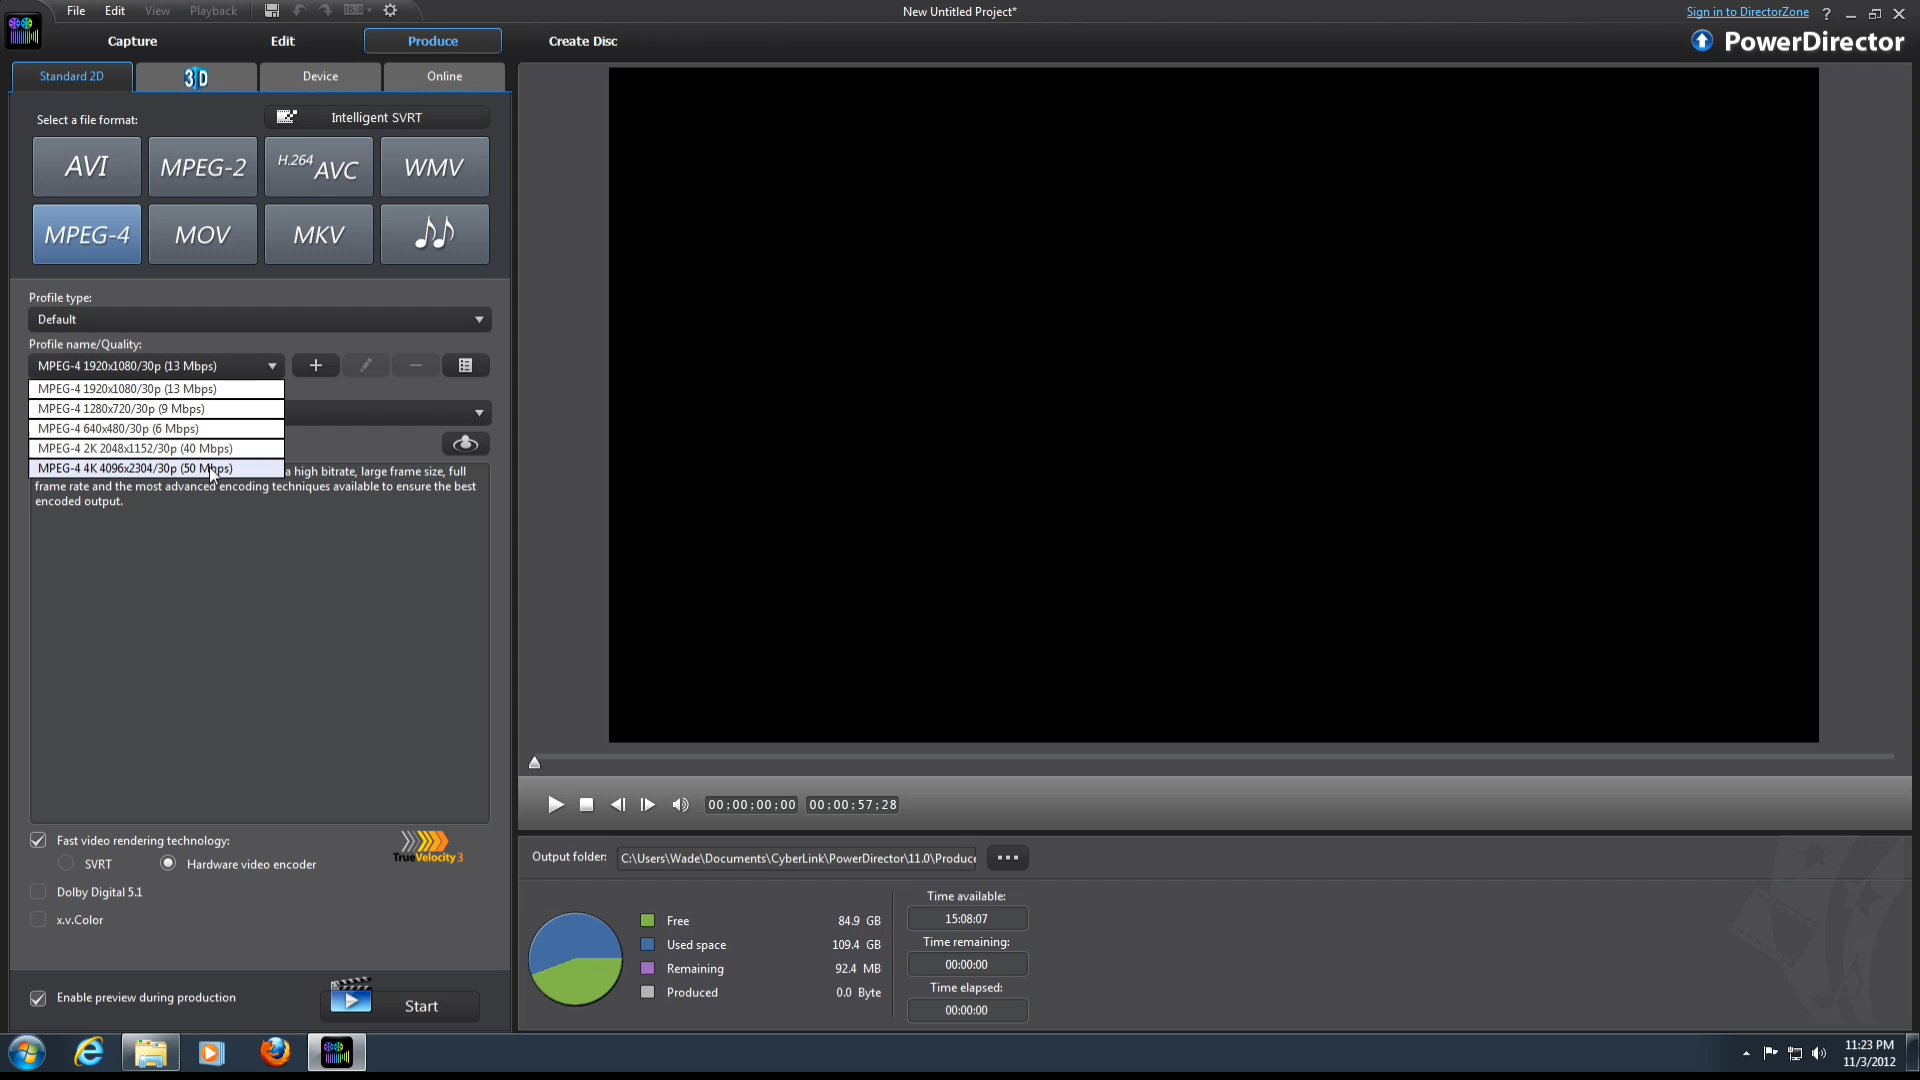 File Edit View Playback 16:9 New Untitled Project* Sign in to DirectorZone ?
Capture Edit Produce Create Disc PowerDirector
Standard 2D 3D Device Online
Select a file format: Intelligent SVRT
AVI MPEG-2 H.264 AVC WMV
MPEG-4 MOV MKV
Profile type:
Default
Profile name/Quality:
MPEG-4 1920x1080/30p (13 Mbps)
MPEG-4 1920x1080/30p (13 Mbps)
MPEG-4 1280x720/30p (9 Mbps)
MPEG-4 640x480/30p (6 Mbps)
MPEG-4 2K 2048x1152/30p (40 Mbps)
MPEG-4 4K 4096x2304/30p (50 Mbps)
a high bitrate, large frame size, full
frame rate and the most advanced encoding techniques available to ensure the best
encoded output.
00;00;00;00 00;00;57;28
Fast video rendering technology:
SVRT Hardware video encoder
TrueVelocity 3
Dolby Digital 5.1
x.v.Color
Enable preview during production
Start
Output folder: C:\Users\Wade\Documents\CyberLink\PowerDirector\11.0\Produce
Free 84.9 GB
Used space 109.4 GB
Remaining 92.4 MB
Produced 0.0 Byte
Time available:
15:08:07
Time remaining:
00:00:00
Time elapsed:
00:00:00
11:23 PM
11/3/2012